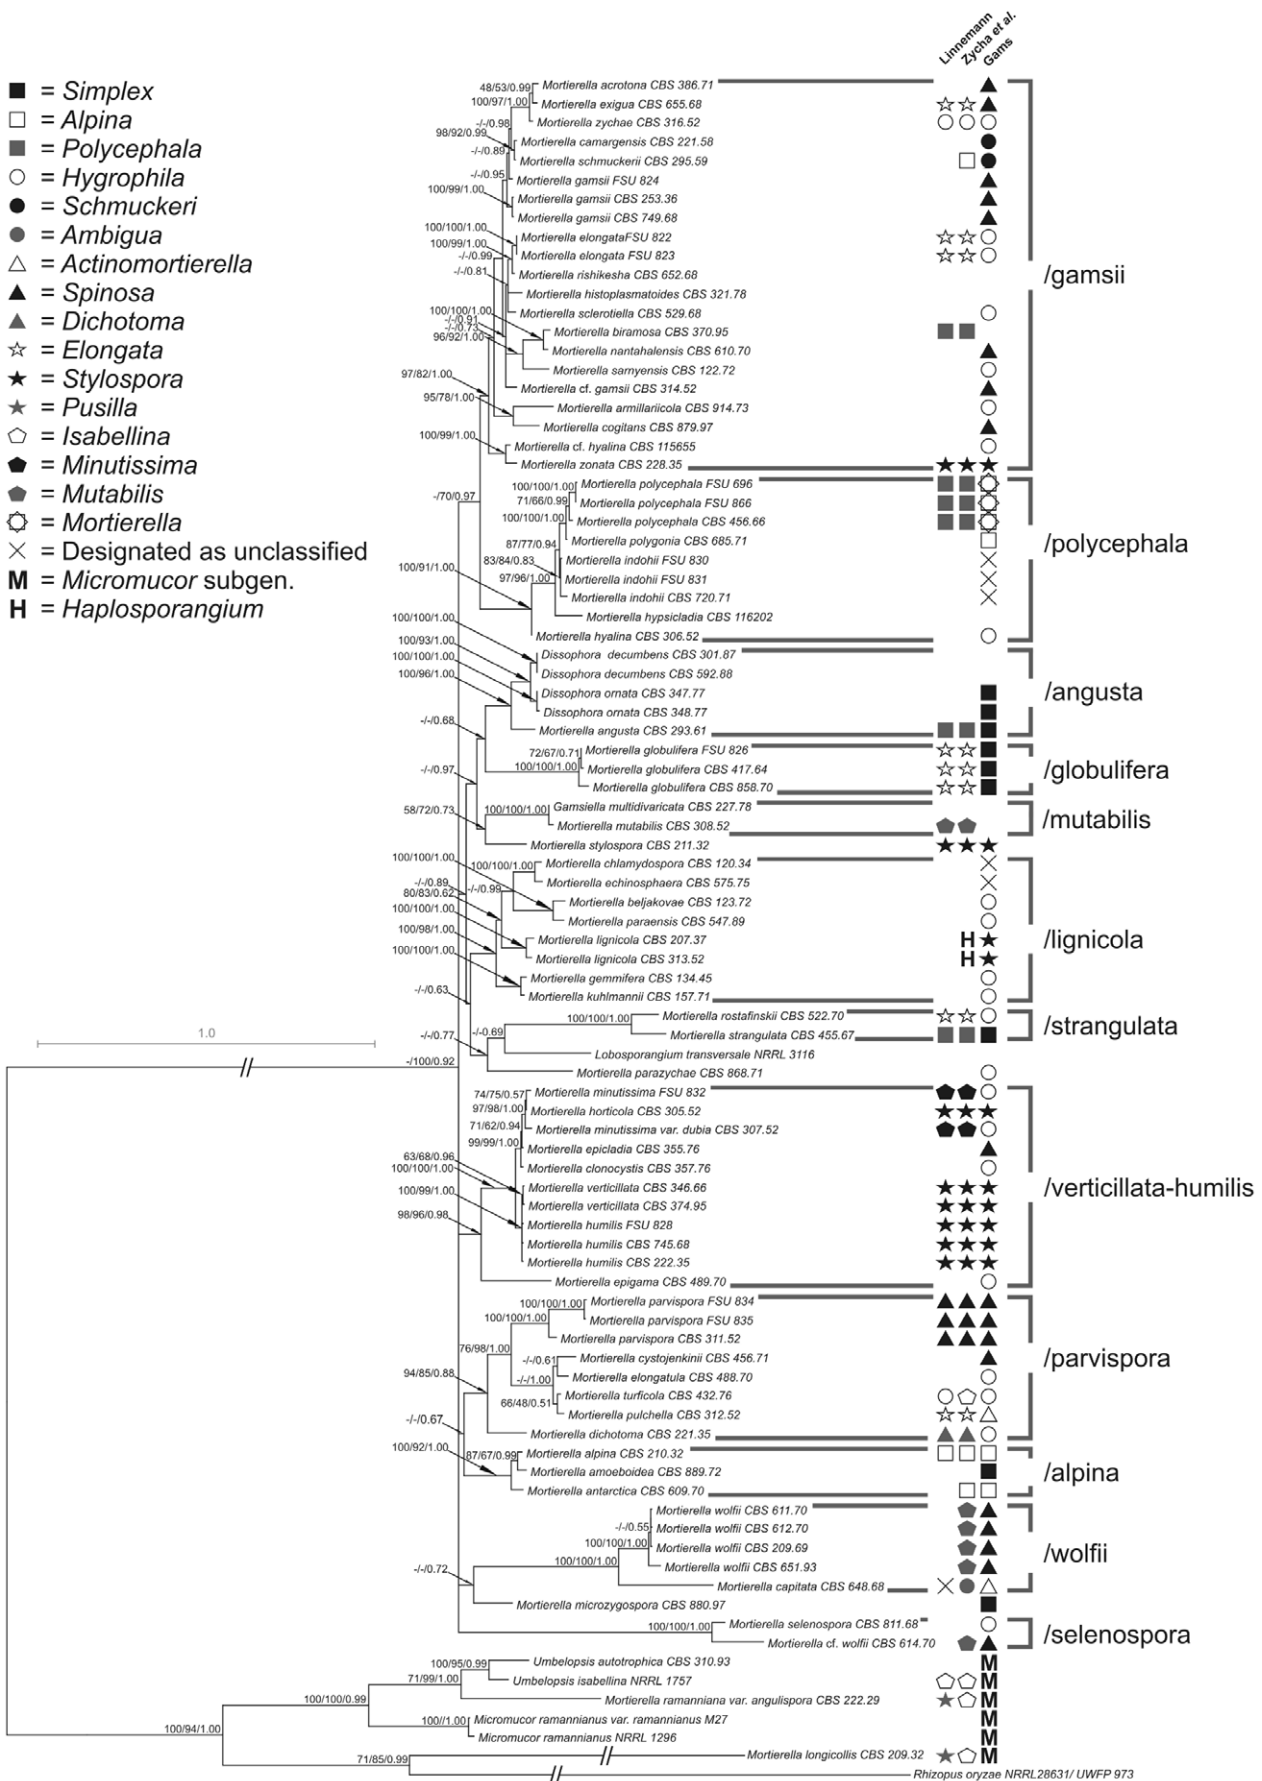 Linnemann
Zycha et al.
Gams
■ = Simplex
□ = Alpina
■ = Polycephala
○ = Hygrophila
● = Schmuckeri
● = Ambigua
△ = Actinomortierella
▲ = Spinosa
▲ = Dichotoma
☆ = Elongata
★ = Stylospora
★ = Pusilla
⬠ = Isabellina
⬟ = Minutissima
⬟ = Mutabilis
= Mortierella
× = Designated as unclassified
M = Micromucor subgen.
H = Haplosporangium
48/53/0.99
Mortierella acrotona CBS 386.71
100/97/1.00
Mortierella exigua CBS 655.68
-/-/0.98
Mortierella zychae CBS 316.52
98/92/0.99
Mortierella camargensis CBS 221.58
-/-/0.89
Mortierella schmuckerii CBS 295.59
-/-/0.95
Mortierella gamsii FSU 824
100/99/1.00
Mortierella gamsii CBS 253.36
Mortierella gamsii CBS 749.68
100/100/1.00
Mortierella elongataFSU 822
100/99/1.00
Mortierella elongata FSU 823
-/-/0.99
-/-/0.81
Mortierella rishikesha CBS 652.68
/gamsii
Mortierella histoplasmatoides CBS 321.78
100/100/1.00
Mortierella sclerotiella CBS 529.68
-/-/0.91
-/-/0.73
Mortierella biramosa CBS 370.95
96/92/1.00
Mortierella nantahalensis CBS 610.70
Mortierella sarnyensis CBS 122.72
97/82/1.00
Mortierella cf. gamsii CBS 314.52
95/78/1.00
Mortierella armillariicola CBS 914.73
Mortierella cogitans CBS 879.97
100/99/1.00
Mortierella cf. hyalina CBS 115655
Mortierella zonata CBS 228.35
100/100/1.00
Mortierella polycephala FSU 696
-/70/0.97
71/66/0.99
Mortierella polycephala FSU 866
100/100/1.00
Mortierella polycephala CBS 456.66
87/77/0.94
Mortierella polygonia CBS 685.71
/polycephala
83/84/0.83
Mortierella indohii FSU 830
100/91/1.00
97/96/1.00
Mortierella indohii FSU 831
Mortierella indohii CBS 720.71
Mortierella hypsicladia CBS 116202
100/100/1.00
Mortierella hyalina CBS 306.52
100/93/1.00
Dissophora decumbens CBS 301.87
100/100/1.00
100/96/1.00
Dissophora decumbens CBS 592.88
Dissophora ornata CBS 347.77
/angusta
Dissophora ornata CBS 348.77
-/-/0.68
Mortierella angusta CBS 293.61
72/67/0.71
Mortierella globulifera FSU 826
-/-/0.97
100/100/1.00
Mortierella globulifera CBS 417.64
/globulifera
Mortierella globulifera CBS 858.70
58/72/0.73
100/100/1.00
Gamsiella multidivaricata CBS 227.78
Mortierella mutabilis CBS 308.52
/mutabilis
Mortierella stylospora CBS 211.32
100/100/1.00
100/100/1.00
Mortierella chlamydospora CBS 120.34
-/-/0.89
-/-/0.99
Mortierella echinosphaera CBS 575.75
80/83/0.62
Mortierella beljakovae CBS 123.72
100/100/1.00
Mortierella paraensis CBS 547.89
100/98/1.00
Mortierella lignicola CBS 207.37
H
/lignicola
100/100/1.00
Mortierella lignicola CBS 313.52
H
Mortierella gemmifera CBS 134.45
-/-/0.63
Mortierella kuhlmannii CBS 157.71
100/100/1.00
Mortierella rostafinskii CBS 522.70
1.0
-/-/0.77
-/-/0.69
Mortierella strangulata CBS 455.67
/strangulata
Lobosporangium transversale NRRL 3116
-/100/0.92
Mortierella parazychae CBS 868.71
74/75/0.57
Mortierella minutissima FSU 832
97/98/1.00
Mortierella horticola CBS 305.52
71/62/0.94
Mortierella minutissima var. dubia CBS 307.52
99/99/1.00
Mortierella epicladia CBS 355.76
63/68/0.96
Mortierella clonocystis CBS 357.76
100/100/1.00
Mortierella verticillata CBS 346.66
/verticillata-humilis
100/99/1.00
Mortierella verticillata CBS 374.95
98/96/0.98
Mortierella humilis FSU 828
Mortierella humilis CBS 745.68
Mortierella humilis CBS 222.35
Mortierella epigama CBS 489.70
100/100/1.00
Mortierella parvispora FSU 834
100/100/1.00
Mortierella parvispora FSU 835
Mortierella parvispora CBS 311.52
76/98/1.00
-/-/0.61
Mortierella cystojenkinii CBS 456.71
/parvispora
94/85/0.88
-/-/1.00
Mortierella elongatula CBS 488.70
66/48/0.51
Mortierella turficola CBS 432.76
Mortierella pulchella CBS 312.52
-/-/0.67
Mortierella dichotoma CBS 221.35
100/92/1.00
87/67/0.99
Mortierella alpina CBS 210.32
Mortierella amoeboidea CBS 889.72
/alpina
Mortierella antarctica CBS 609.70
Mortierella wolfii CBS 611.70
-/-/0.55
Mortierella wolfii CBS 612.70
100/100/1.00
Mortierella wolfii CBS 209.69
/wolfii
-/-/0.72
100/100/1.00
Mortierella wolfii CBS 651.93
Mortierella capitata CBS 648.68
Mortierella microzygospora CBS 880.97
100/100/1.00
Mortierella selenospora CBS 811.68
/selenospora
Mortierella cf. wolfii CBS 614.70
100/95/0.99
Umbelopsis autotrophica CBS 310.93
M
71/99/1.00
Umbelopsis isabellina NRRL 1757
M
100/100/0.99
Mortierella ramanniana var. angulispora CBS 222.29
M
100//1.00
Micromucor ramannianus var. ramannianus M27
M
100/94/1.00
Micromucor ramannianus NRRL 1296
M
71/85/0.99
Mortierella longicollis CBS 209.32
M
Rhizopus oryzae NRRL28631/ UWFP 973